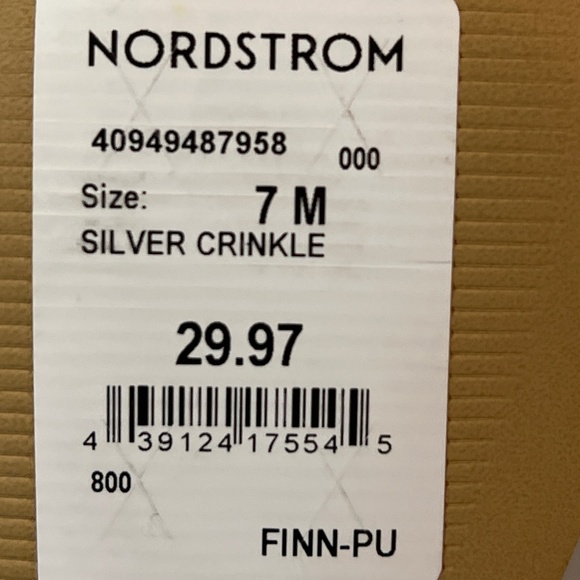 NORDSTROM
40949487958 000
Size: 7 M
SILVER CRINKLE
29.97
4 39124 17554 5
800
FINN-PU